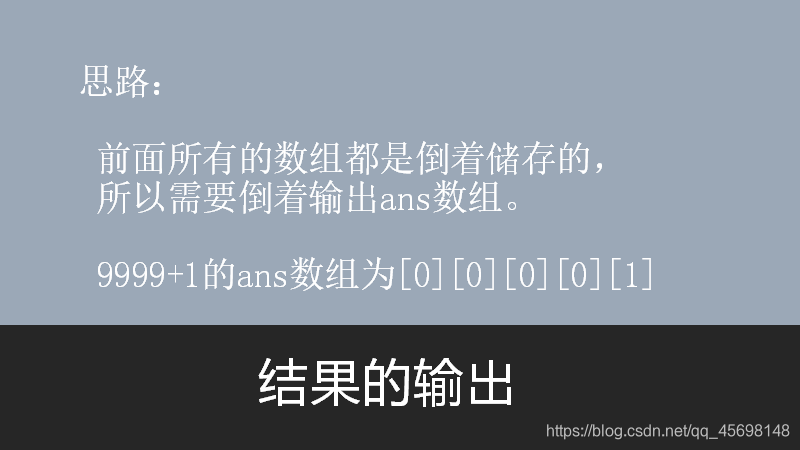 思路：
前面所有的数组都是倒着储存的，
所以需要倒着输出ans数组。
9999+1的ans数组为[0][0][0][0][1]
结果的输出
https://blog.csdn.net/qq_45698148